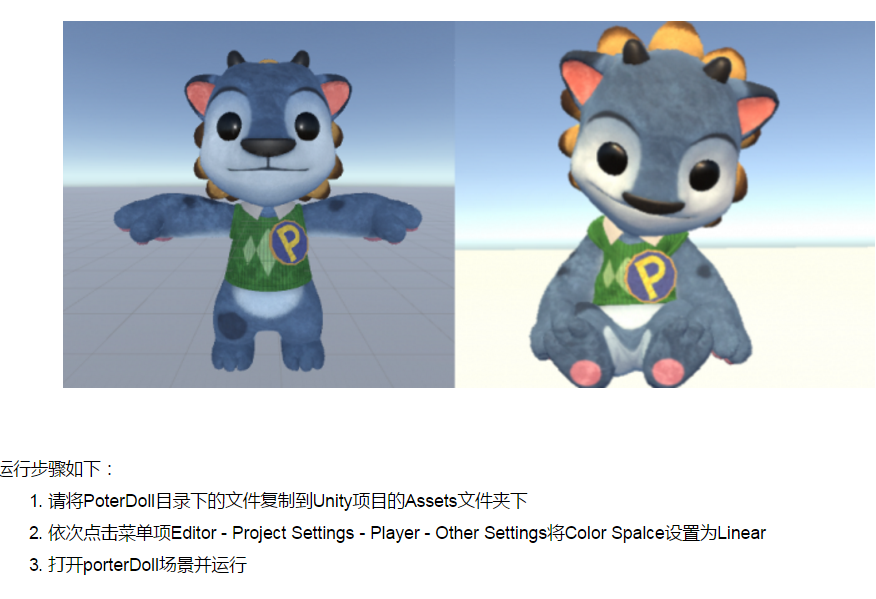 P
P
运行步骤如下：
1. 请将PoterDoll目录下的文件复制到Unity项目的Assets文件夹下
2. 依次点击菜单项Editor - Project Settings - Player - Other Settings将Color Spalce设置为Linear
3. 打开porterDoll场景并运行